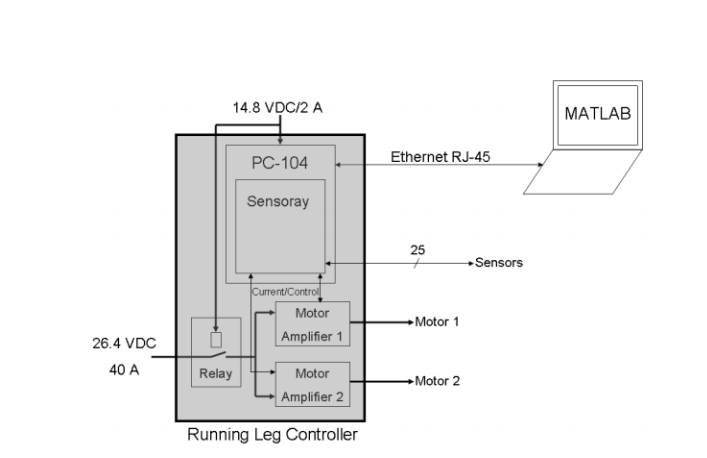 14.8 VDC/2 A
MATLAB
PC-104
Ethernet RJ-45
Sensoray
25
Sensors
Current/Control
Motor
Amplifier 1
Motor 1
26.4 VDC
40 A
Relay
Motor
Amplifier 2
Motor 2
Running Leg Controller